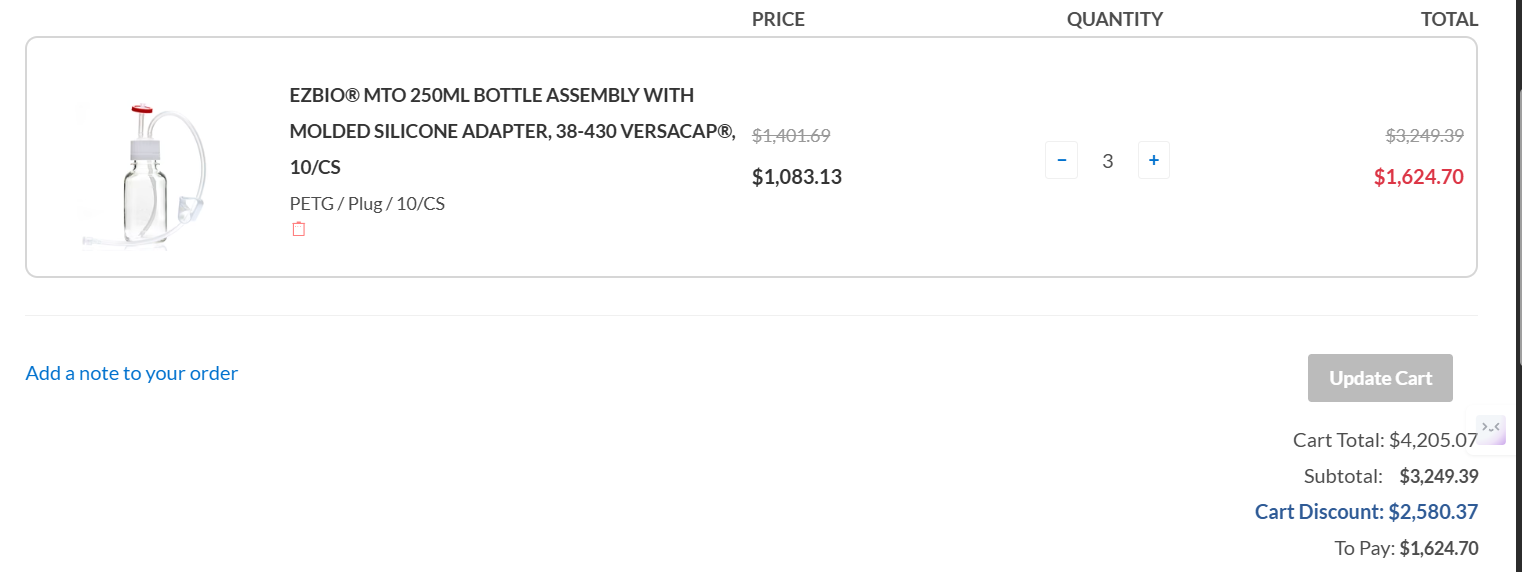 PRICE QUANTITY TOTAL
EZBIO® MTO 250ML BOTTLE ASSEMBLY WITH
MOLDED SILICONE ADAPTER, 38-430 VERSACAP®,
10/CS
PETG / Plug / 10/CS
$1,401.69
$1,083.13
- 3 +
$3,249.39
$1,624.70
Add a note to your order
Update Cart
Cart Total: $4,205.07
Subtotal: $3,249.39
Cart Discount: $2,580.37
To Pay: $1,624.70